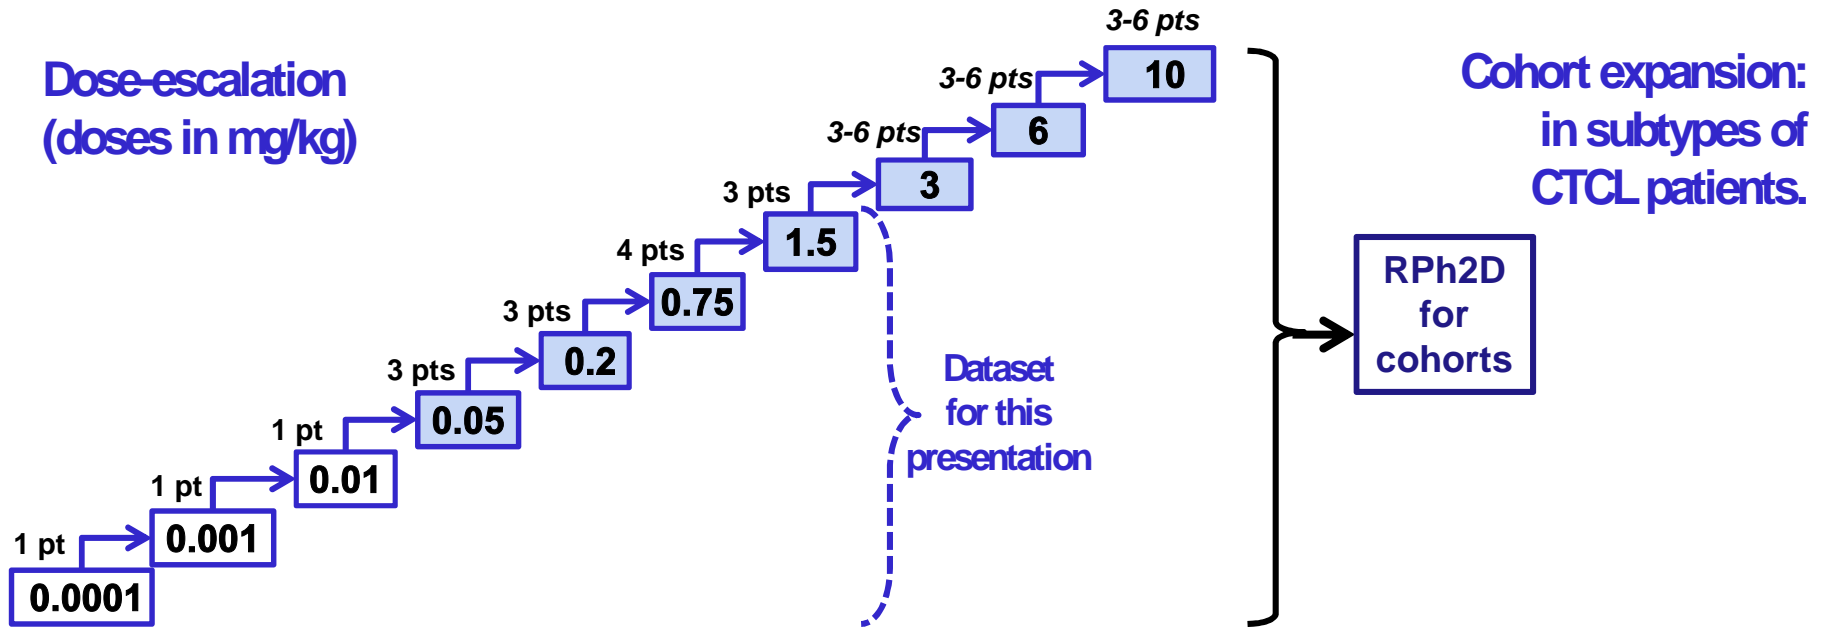 Dose-escalation
(doses in mg/kg)
3-6 pts
10
3-6 pts
6
3-6 pts
3
3 pts
1.5
4 pts
0.75
3 pts
0.2
3 pts
0.05
1 pt
0.01
1 pt
0.001
1 pt
0.0001
Dataset
for this
presentation
Cohort expansion:
in subtypes of
CTCL patients.
RPh2D
for
cohorts